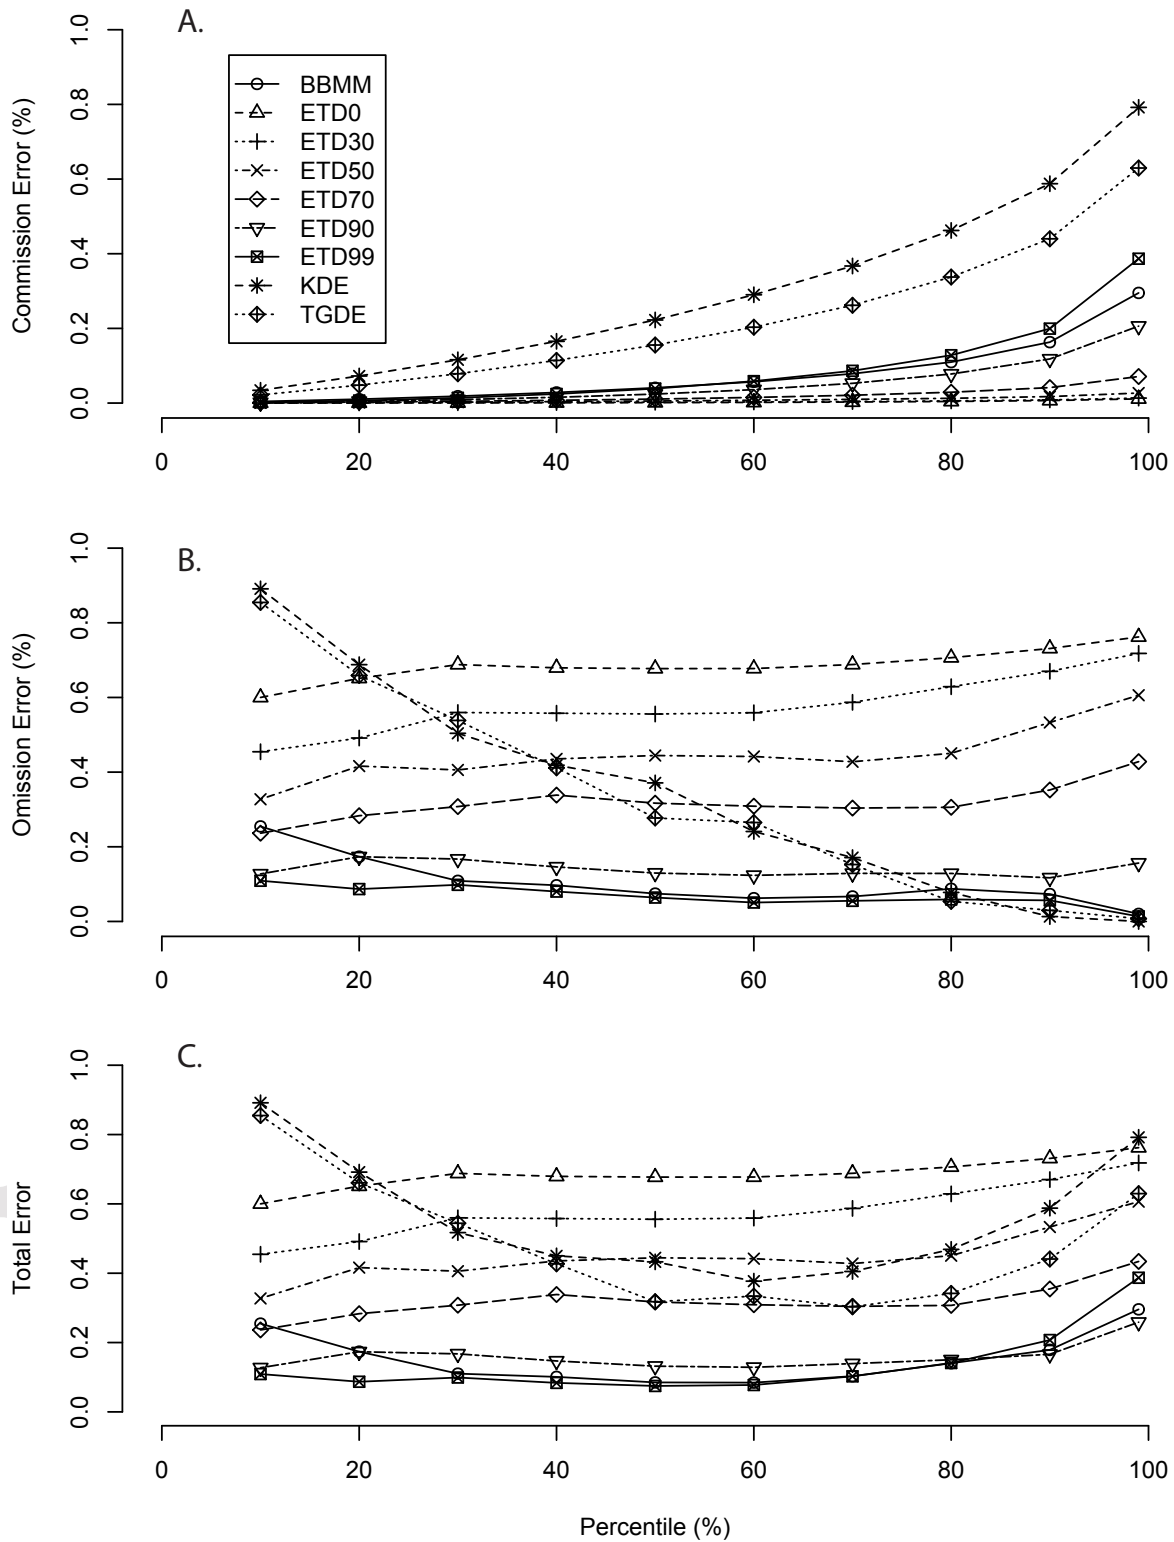 A.
Commission Error (%)
1.0
0.8
0.6
0.4
0.2
0.0
BBMM
ETD0
ETD30
ETD50
ETD70
ETD90
ETD99
KDE
TGDE
0 20 40 60 80 100
B.
Omission Error (%)
1.0
0.8
0.6
0.4
0.2
0.0
0 20 40 60 80 100
C.
Total Error
1.0
0.8
0.6
0.4
0.2
0.0
0 20 40 60 80 100
Percentile (%)